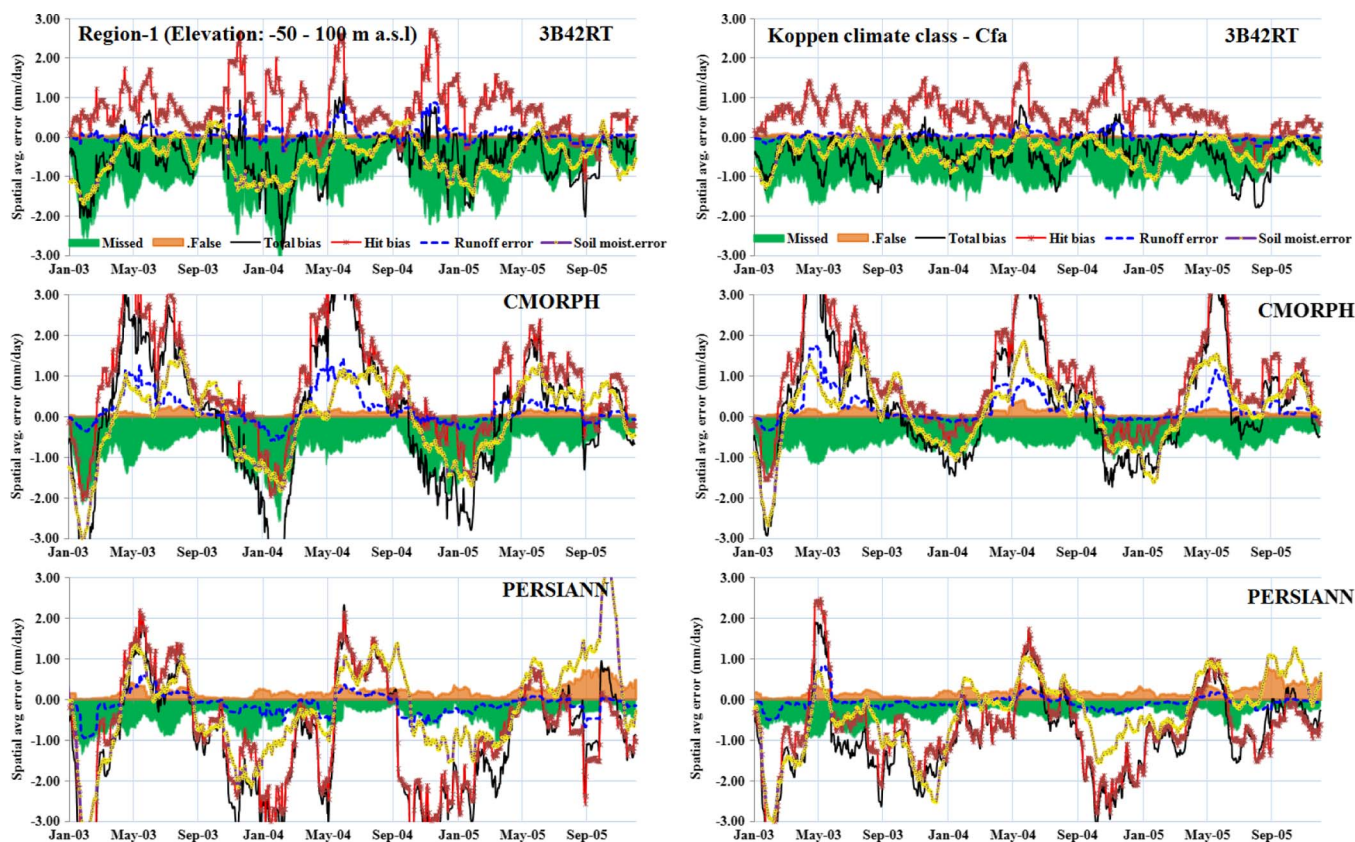 Region-1 (Elevation: -50 - 100 m a.s.l) 3B42RT
Spatial avg. error (mm/day)
3.00
2.00
1.00
0.00
-1.00
-2.00
-3.00
Missed .False Total bias Hit bias Runoff error Soil moist.error
Jan-03 May-03 Sep-03 Jan-04 May-04 Sep-04 Jan-05 May-05 Sep-05
Koppen climate class - Cfa 3B42RT
Spatial avg. error (mm/day)
3.00
2.00
1.00
0.00
-1.00
-2.00
-3.00
Missed .False Total bias Hit bias Runoff error Soil moist.error
Jan-03 May-03 Sep-03 Jan-04 May-04 Sep-04 Jan-05 May-05 Sep-05
CMORPH
Spatial avg. error (mm/day)
3.00
2.00
1.00
0.00
-1.00
-2.00
-3.00
Jan-03 May-03 Sep-03 Jan-04 May-04 Sep-04 Jan-05 May-05 Sep-05
CMORPH
Spatial avg. error (mm/day)
3.00
2.00
1.00
0.00
-1.00
-2.00
-3.00
Jan-03 May-03 Sep-03 Jan-04 May-04 Sep-04 Jan-05 May-05 Sep-05
PERSIANN
Spatial avg error (mm/day)
3.00
2.00
1.00
0.00
-1.00
-2.00
-3.00
Jan-03 May-03 Sep-03 Jan-04 May-04 Sep-04 Jan-05 May-05 Sep-05
PERSIANN
Spatial avg error (mm/day)
3.00
2.00
1.00
0.00
-1.00
-2.00
-3.00
Jan-03 May-03 Sep-03 Jan-04 May-04 Sep-04 Jan-05 May-05 Sep-05